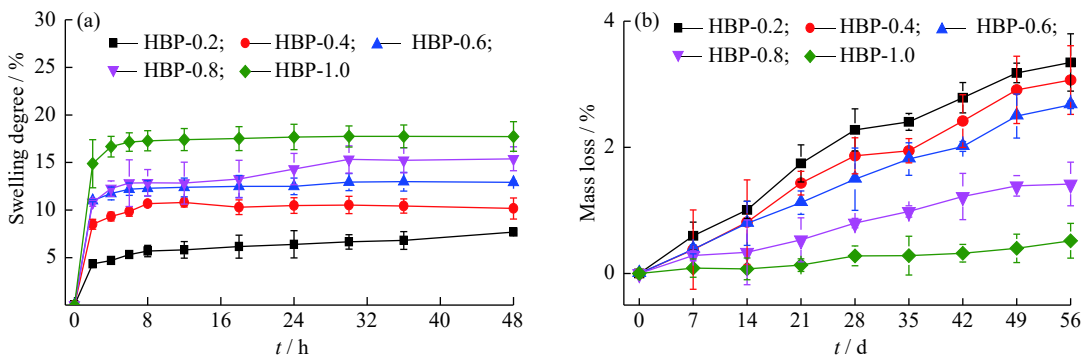 (a)
HBP-0.2; HBP-0.4; HBP-0.6;
HBP-0.8; HBP-1.0
Swelling degree / %
30
25
20
15
10
5
0 8 16 24 32 40 48
t / h
(b)
HBP-0.2; HBP-0.4; HBP-0.6;
HBP-0.8; HBP-1.0
Mass loss / %
4
2
0
0 7 14 21 28 35 42 49 56
t / d